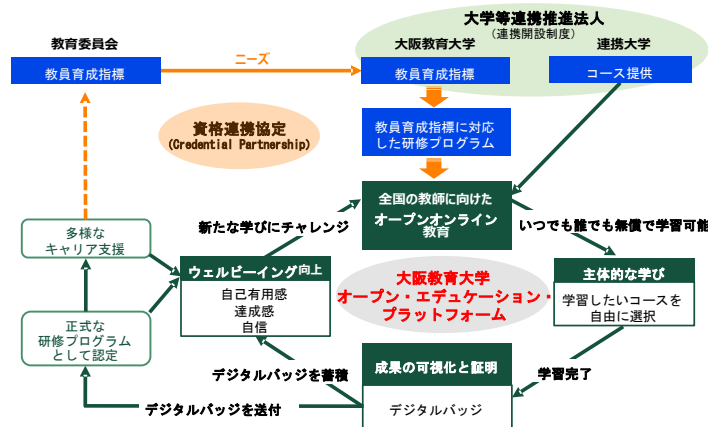 大学等連携推進法人
(連携開設制度)
教育委員会
大阪教育大学
連携大学
教員育成指標
ニーズ
教員育成指標
コース提供
資格連携協定
(Credential Partnership)
教員育成指標に対応
した研修プログラム
全国の教師に向けた
オープンオンライン
教育
新たな学びにチャレンジ
いつでも誰でも無償で学習可能
多様な
キャリア支援
ウェルビーイング向上
自己有用感
達成感
自信
大阪教育大学
オープン・エデュケーション・
プラットフォーム
主体的な学び
学習したいコースを
自由に選択
正式な
研修プログラム
として認定
成果の可視化と証明
デジタルバッジ
学習完了
デジタルバッジを蓄積
デジタルバッジを送付